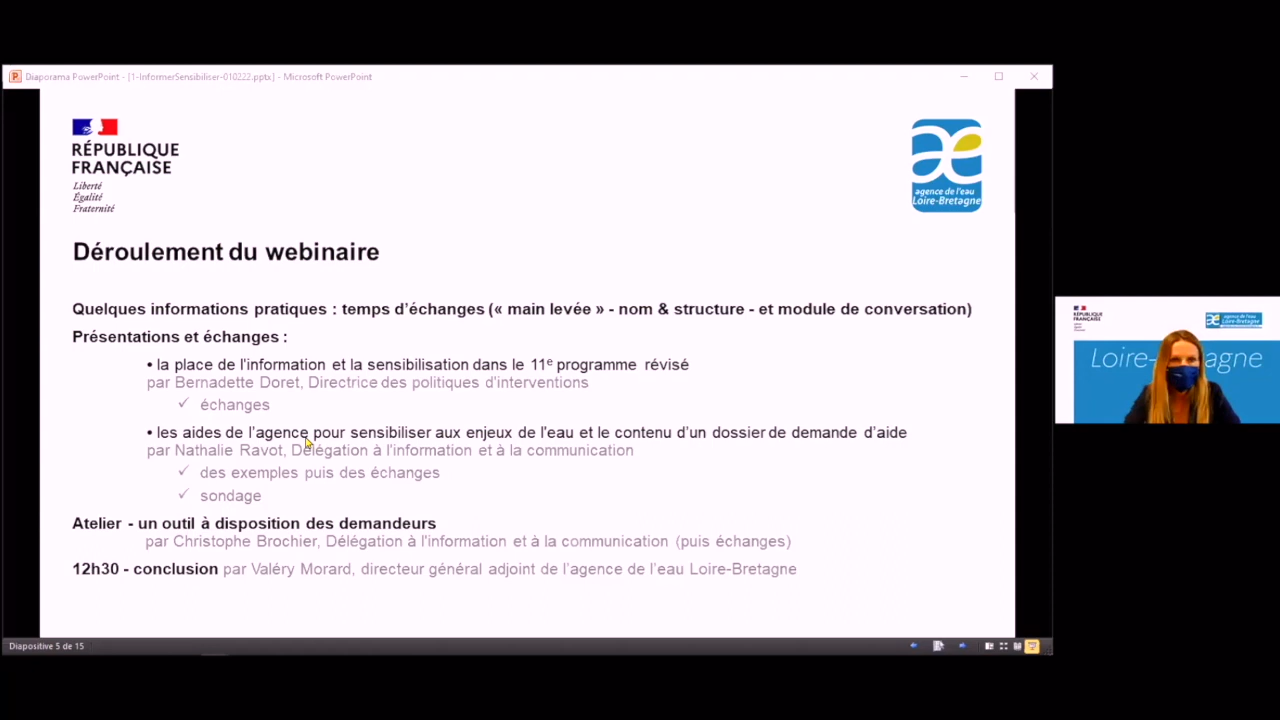 Diaporama PowerPoint - [1-InformerSensibiliser-010222.pptx] - Microsoft PowerPoint
RÉPUBLIQUE
FRANÇAISE
Liberté
Égalité
Fraternité
agence de l'eau
Loire-Bretagne
Déroulement du webinaire
Quelques informations pratiques : temps d'échanges (« main levée » - nom & structure - et module de conversation)
Présentations et échanges :
• la place de l'information et la sensibilisation dans le 11e programme révisé
par Bernadette Doret, Directrice des politiques d'interventions
✓ échanges
• les aides de l'agence pour sensibiliser aux enjeux de l'eau et le contenu d'un dossier de demande d'aide
par Nathalie Ravot, Délégation à l'information et à la communication
✓ des exemples puis des échanges
✓ sondage
Atelier - un outil à disposition des demandeurs
par Christophe Brochier, Délégation à l'information et à la communication (puis échanges)
12h30 - conclusion par Valéry Morard, directeur général adjoint de l'agence de l'eau Loire-Bretagne
Diapositive 5 de 15
RÉPUBLIQUE
FRANÇAISE
agence de l'eau
Loire-Bretagne